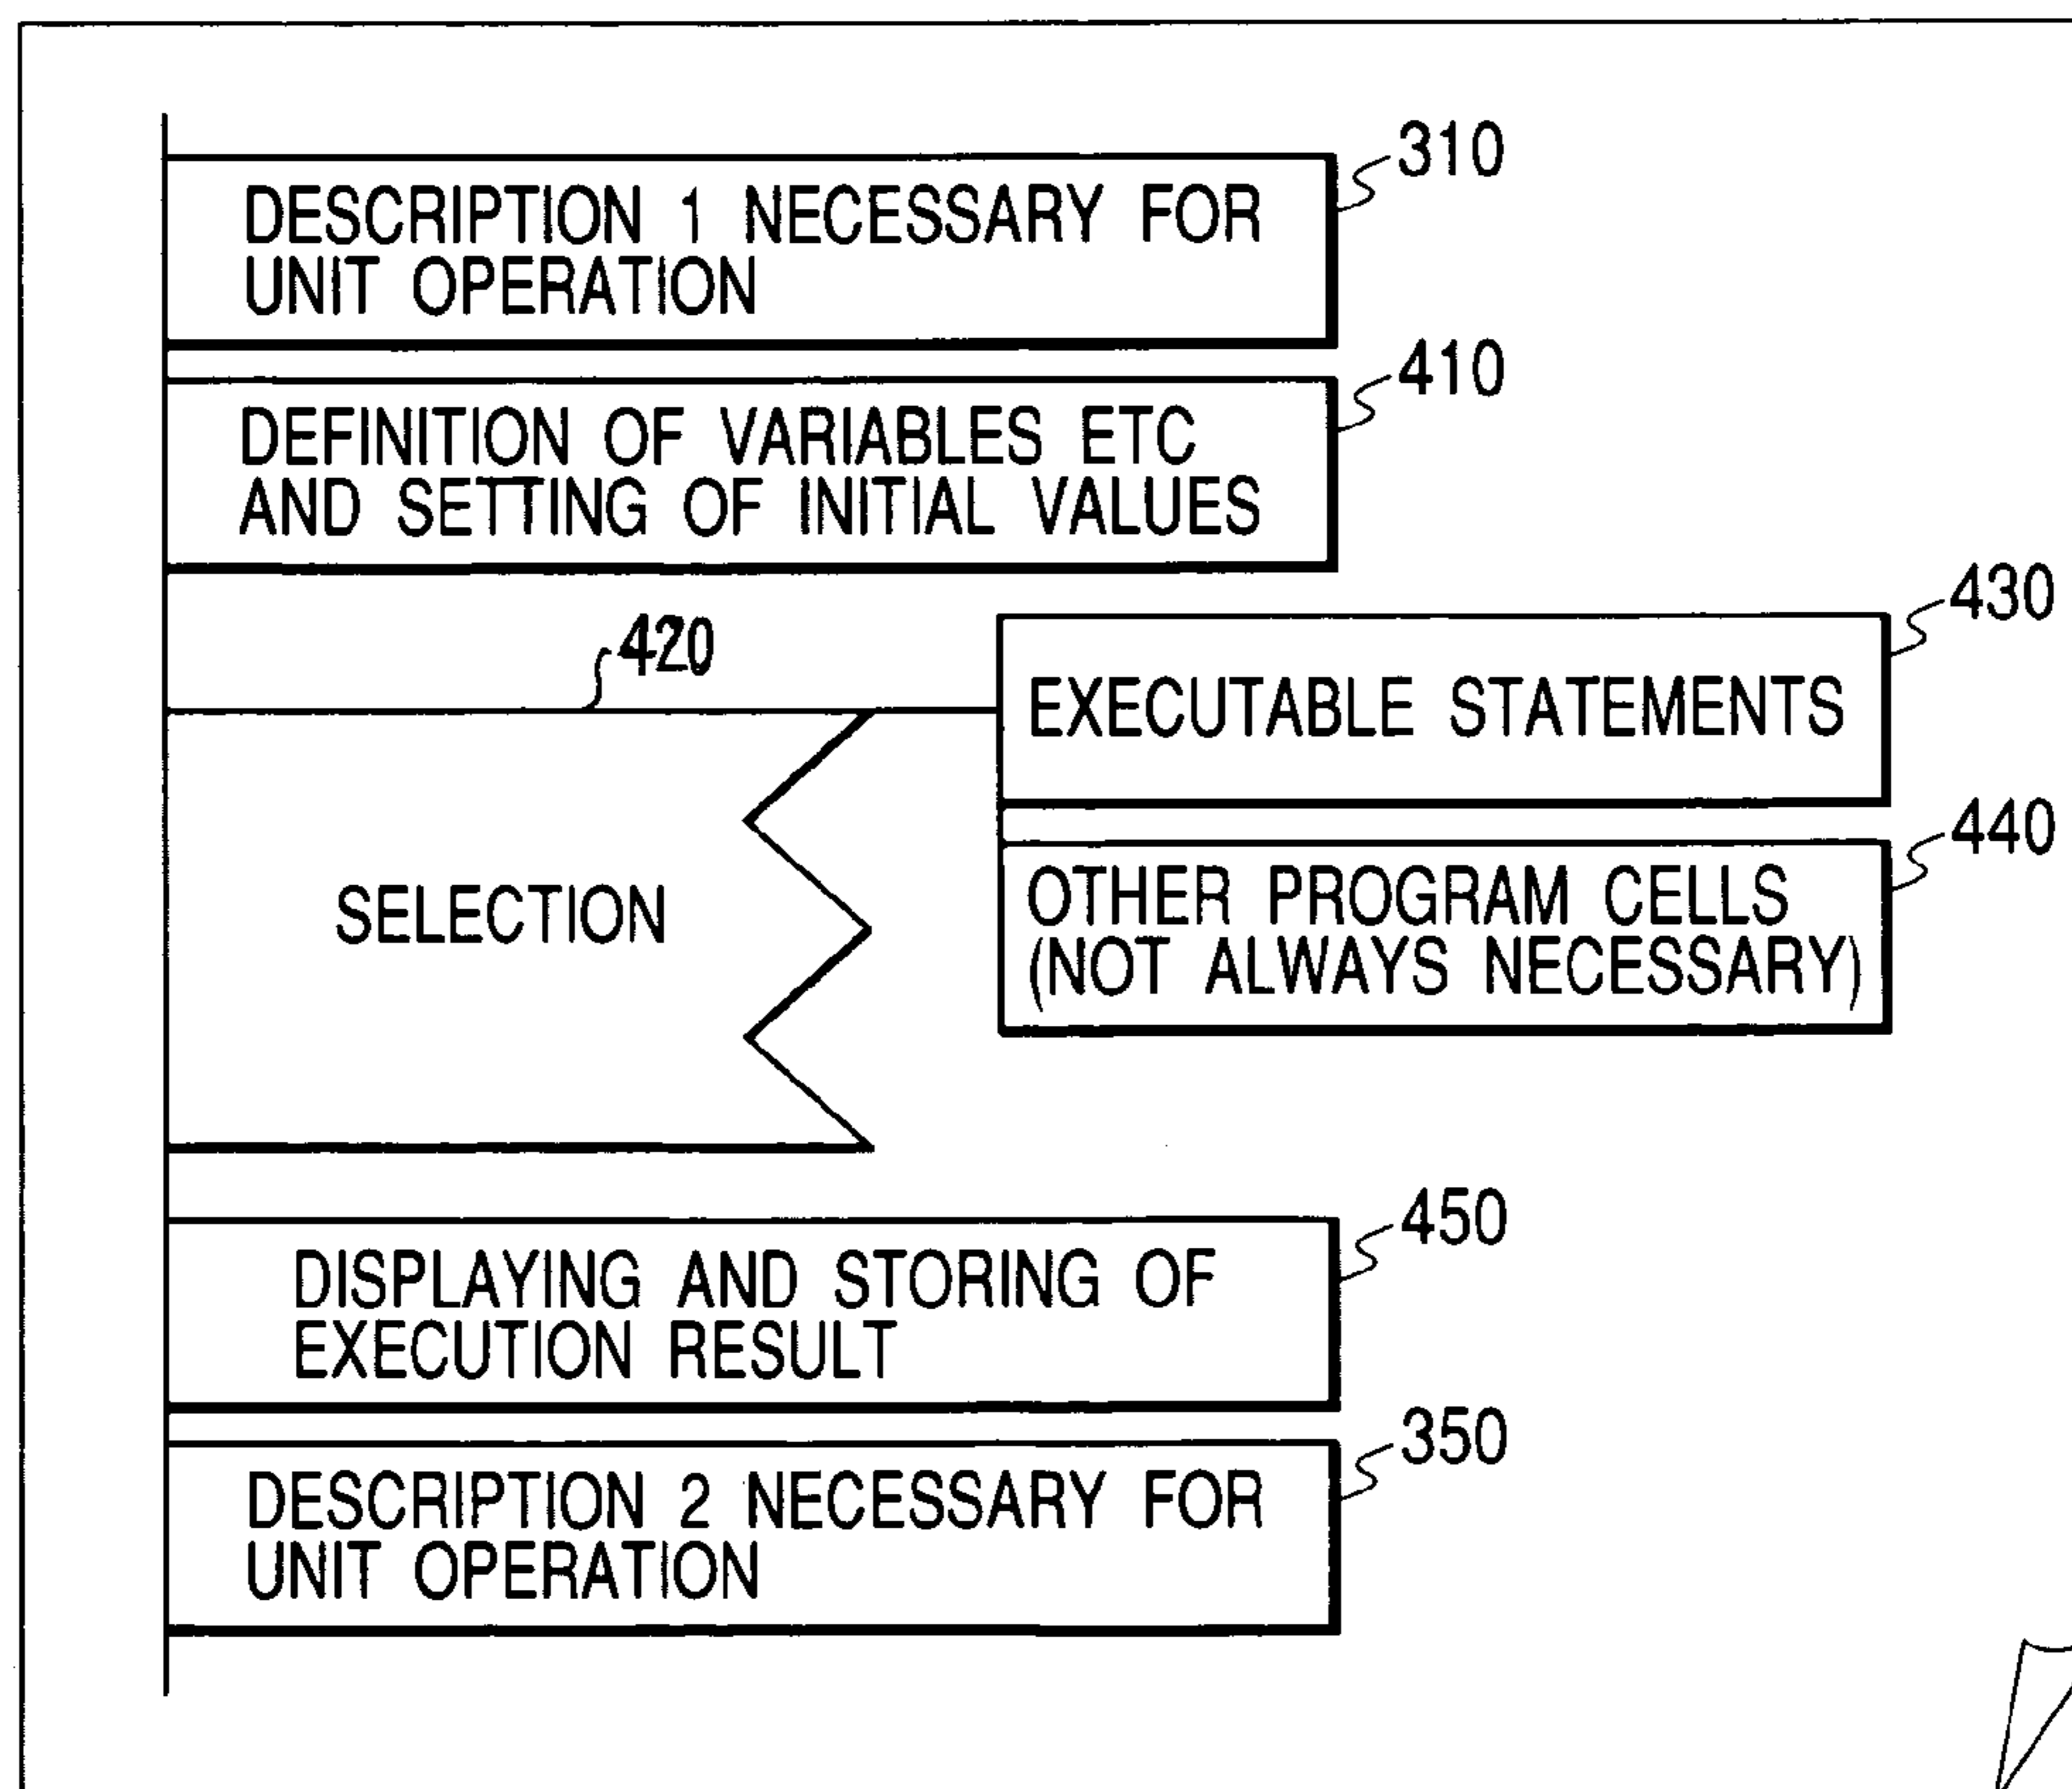 310
DESCRIPTION 1 NECESSARY FOR
UNIT OPERATION
410
DEFINITION OF VARIABLES ETC
AND SETTING OF INITIAL VALUES
420
430
EXECUTABLE STATEMENTS
SELECTION
440
OTHER PROGRAM CELLS
(NOT ALWAYS NECESSARY)
450
DISPLAYING AND STORING OF
EXECUTION RESULT
350
DESCRIPTION 2 NECESSARY FOR
UNIT OPERATION